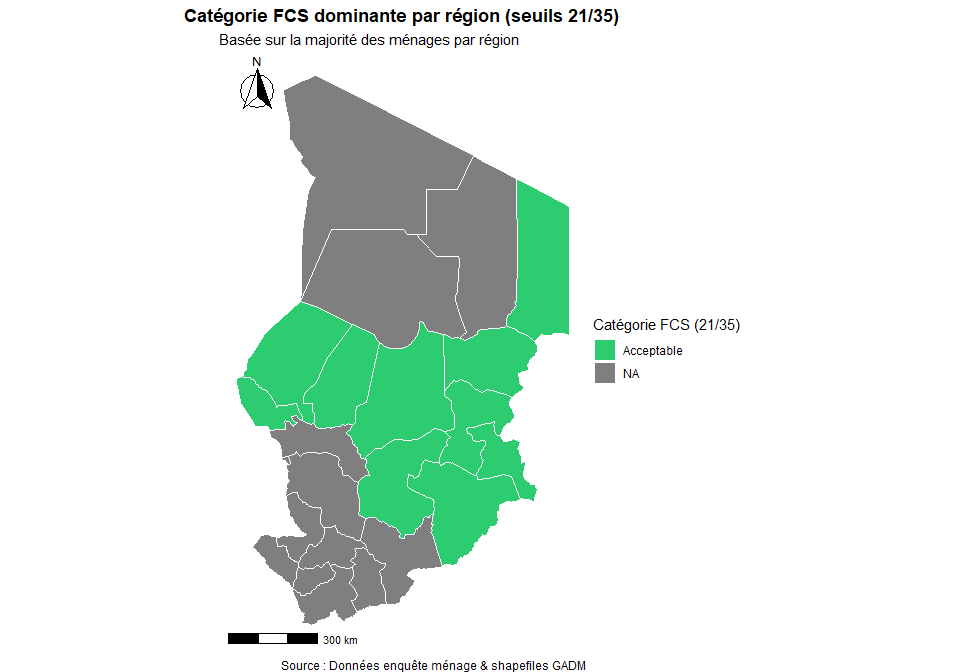 Catégorie FCS dominante par région (seuils 21/35)
Basée sur la majorité des ménages par région
N
Catégorie FCS (21/35)
Acceptable
NA
300 km
Source : Données enquête ménage & shapefiles GADM